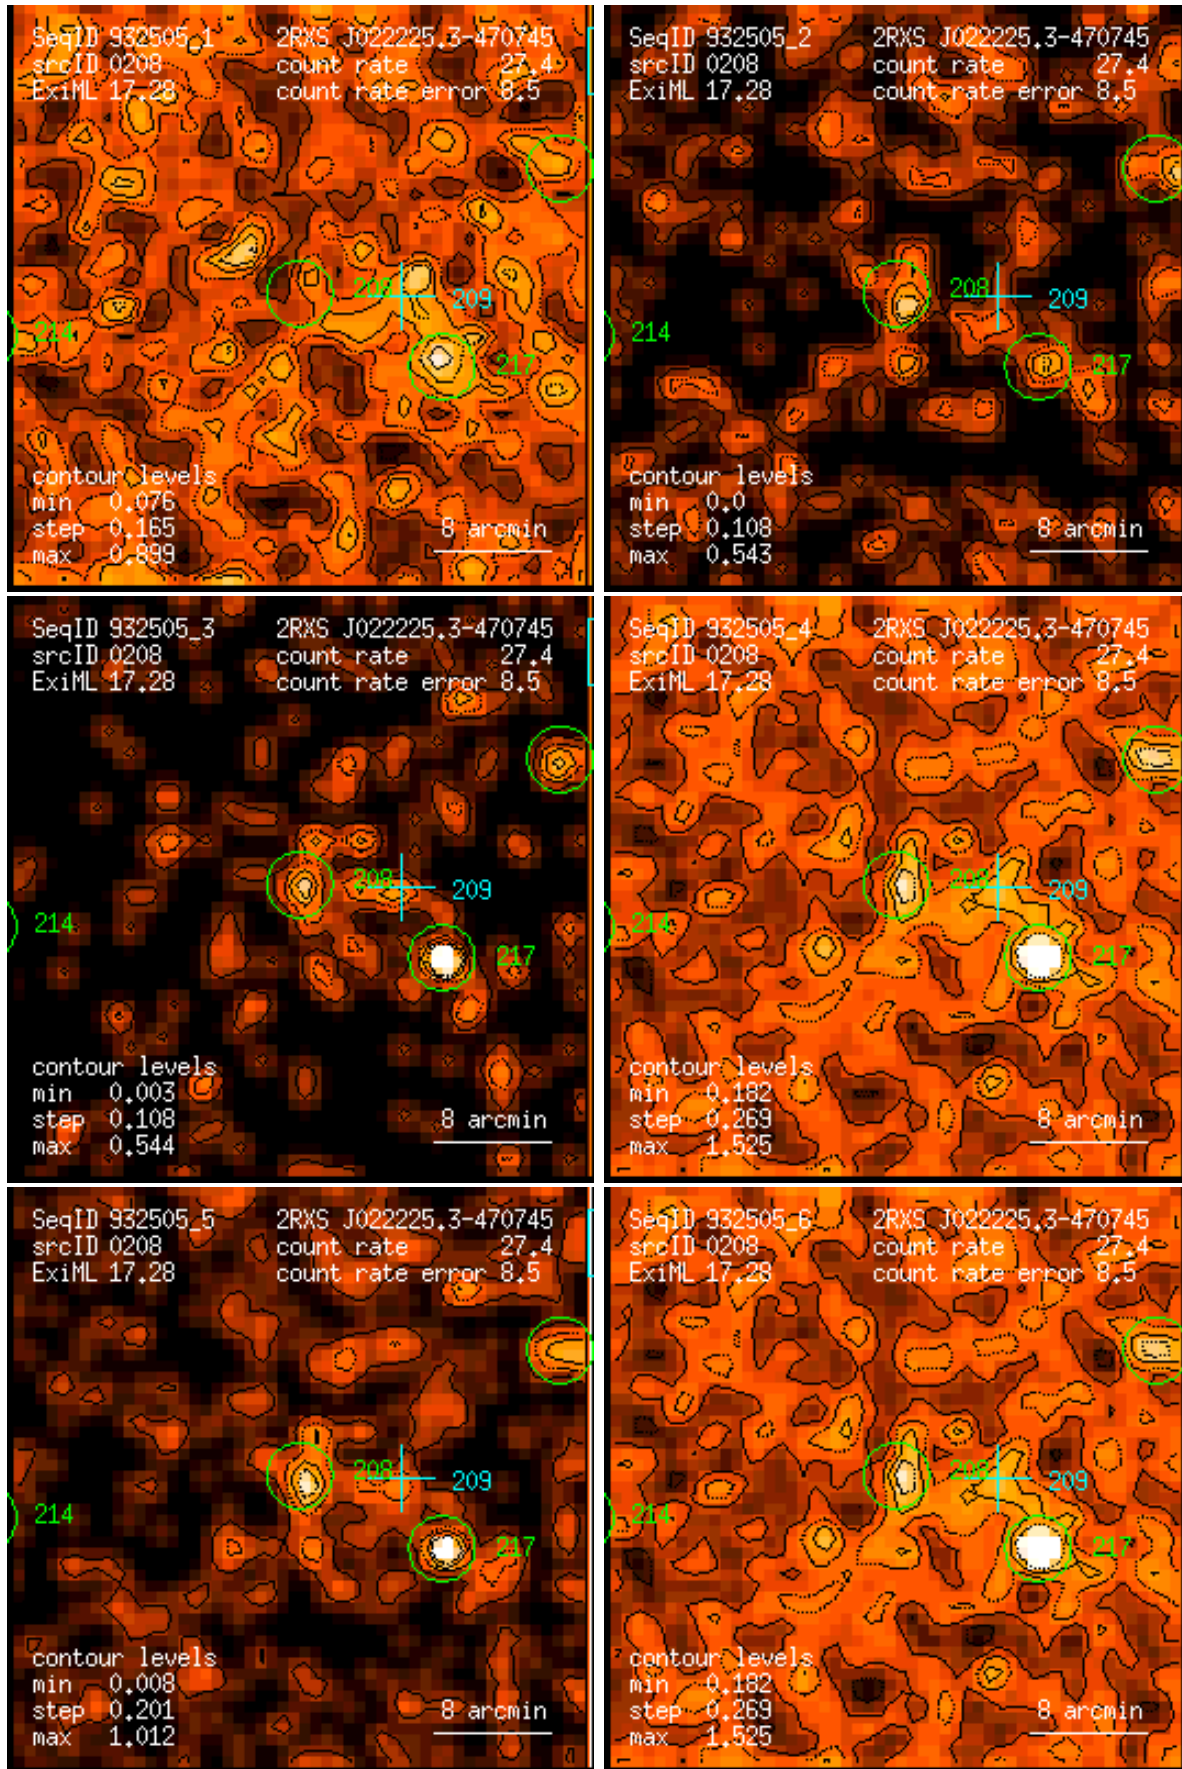 SeqID 932505_1 2RXS J022225.3-470745
srcID 0208 count rate 27.4
ExiML 17.28 count rate error 8.5
208 209
214 217
contour levels
min 0.076
step 0.165 8 arcmin
max 0.899
SeqID 932505_2 2RXS J022225.3-470745
srcID 0208 count rate 27.4
ExiML 17.28 count rate error 8.5
208 209
214 217
contour levels
min 0.0
step 0.108 8 arcmin
max 0.543
SeqID 932505_3 2RXS J022225.3-470745
srcID 0208 count rate 27.4
ExiML 17.28 count rate error 8.5
208 209
214 217
contour levels
min 0.003
step 0.108 8 arcmin
max 0.544
SeqID 932505_4 2RXS J022225.3-470745
srcID 0208 count rate 27.4
ExiML 17.28 count rate error 8.5
208 209
214 217
contour levels
min 0.182
step 0.269 8 arcmin
max 1.525
SeqID 932505_5 2RXS J022225.3-470745
srcID 0208 count rate 27.4
ExiML 17.28 count rate error 8.5
208 209
214 217
contour levels
min 0.008
step 0.201 8 arcmin
max 1.012
SeqID 932505_6 2RXS J022225.3-470745
srcID 0208 count rate 27.4
ExiML 17.28 count rate error 8.5
208 209
214 217
contour levels
min 0.182
step 0.269 8 arcmin
max 1.525